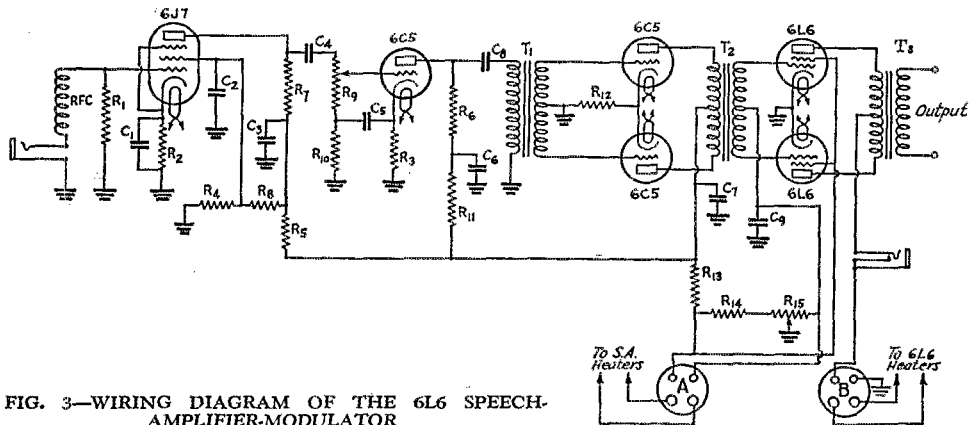 6J7
C4
6C5
C8
T1
6C5
T2
6L6
T3
RFC
R1
C2
R7
R9
R12
Output
C1
R2
C3
C5
R6
R10
R3
C6
6C5
6L6
R4
R8
R5
R11
C7
C9
R13
R14
R15
To S.A.
Heaters
A
B
To 6L6
Heaters
FIG. 3—WIRING DIAGRAM OF THE 6L6 SPEECH-
AMPLIFIER-MODULATOR